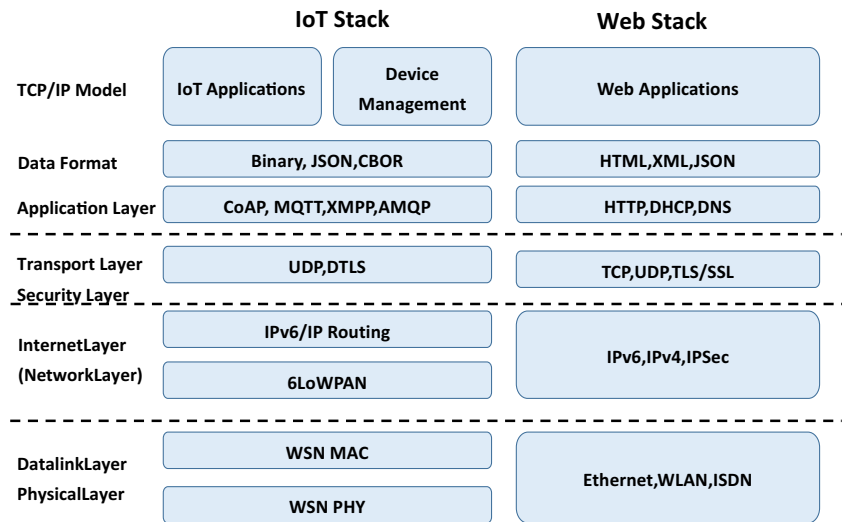 IoT Stack
Web Stack
TCP/IP Model
IoT Applications
Device
Management
Web Applications
Data Format
Binary, JSON,CBOR
HTML,XML,JSON
Application Layer
CoAP, MQTT,XMPP,AMQP
HTTP,DHCP,DNS
Transport Layer
Security Layer
UDP,DTLS
TCP,UDP,TLS/SSL
InternetLayer
(NetworkLayer)
IPv6/IP Routing
6LoWPAN
IPv6,IPv4,IPSec
DatalinkLayer
PhysicalLayer
WSN MAC
WSN PHY
Ethernet,WLAN,ISDN